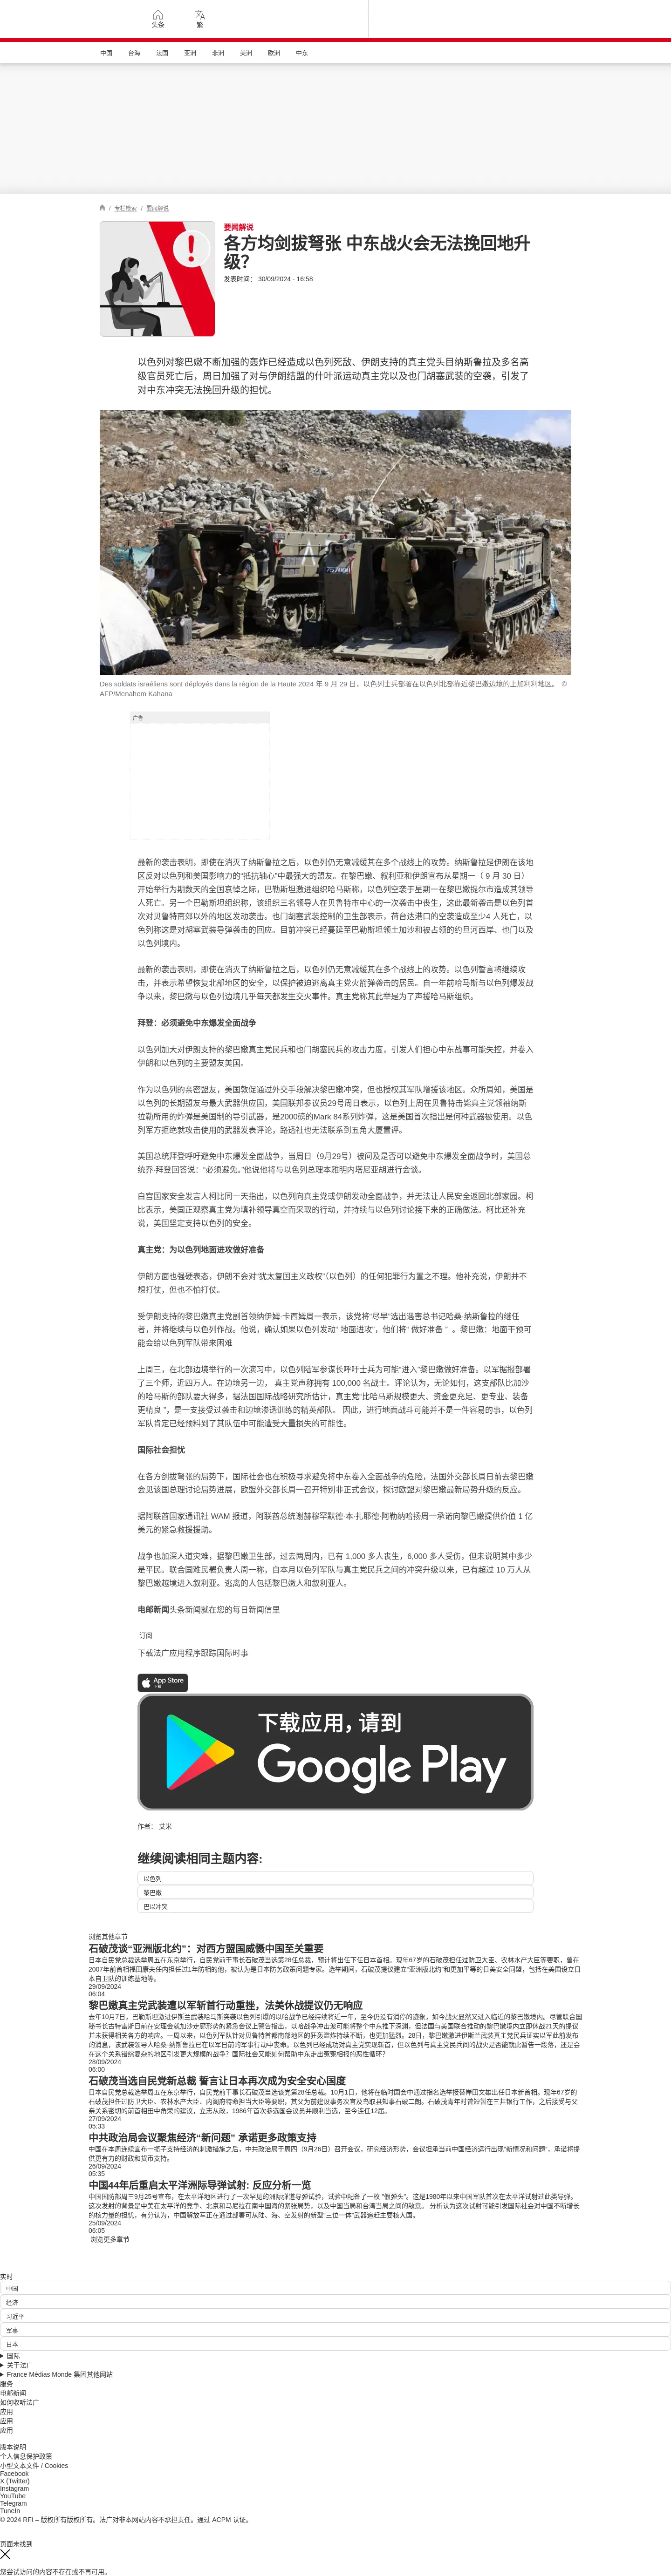 头条
繁
中国 台海 法国 亚洲 非洲 美洲 欧洲 中东
/ 专栏检索 / 要闻解说
要闻解说
各方均剑拔弩张 中东战火会无法挽回地升
级?
发表时间： 30/09/2024 - 16:58
以色列对黎巴嫩不断加强的轰炸已经造成以色列死敌、伊朗支持的真主党头目纳斯鲁拉及多名高
级官员死亡后，周日加强了对与伊朗结盟的什叶派运动真主党以及也门胡塞武装的空袭，引发了
对中东冲突无法挽回升级的担忧。
Des soldats israéliens sont déployés dans la région de la Haute 2024 年 9 月 29 日，以色列士兵部署在以色列北部靠近黎巴嫩边境的上加利利地区。 ©
AFP/Menahem Kahana
广告
最新的袭击表明，即使在消灭了纳斯鲁拉之后，以色列仍无意减缓其在多个战线上的攻势。纳斯鲁拉是伊朗在该地
区反对以色列和美国影响力的“抵抗轴心”中最强大的盟友。在黎巴嫩、叙利亚和伊朗宣布从星期一（ 9 月 30 日）
开始举行为期数天的全国哀悼之际，巴勒斯坦激进组织哈马斯称，以色列空袭于星期一在黎巴嫩提尔市造成其领导
人死亡。另一个巴勒斯坦组织称，该组织三名领导人在贝鲁特市中心的一次袭击中丧生，这此最新袭击是以色列首
次对贝鲁特南郊以外的地区发动袭击。也门胡塞武装控制的卫生部表示，荷台达港口的空袭造成至少4 人死亡，以
色列称这是对胡塞武装导弹袭击的回应。目前冲突已经蔓延至巴勒斯坦领土加沙和被占领的约旦河西岸、也门以及
以色列境内。
最新的袭击表明，即使在消灭了纳斯鲁拉之后，以色列仍无意减缓其在多个战线上的攻势。以色列誓言将继续攻
击，并表示希望恢复北部地区的安全，以保护被迫逃离真主党火箭弹袭击的居民。自一年前哈马斯与以色列爆发战
争以来，黎巴嫩与以色列边境几乎每天都发生交火事件。真主党称其此举是为了声援哈马斯组织。
拜登：必须避免中东爆发全面战争
以色列加大对伊朗支持的黎巴嫩真主党民兵和也门胡塞民兵的攻击力度，引发人们担心中东战事可能失控，并卷入
伊朗和以色列的主要盟友美国。
作为以色列的亲密盟友，美国敦促通过外交手段解决黎巴嫩冲突，但也授权其军队增援该地区。众所周知，美国是
以色列的长期盟友与最大武器供应国，美国联邦参议员29号周日表示，以色列上周在贝鲁特击毙真主党领袖纳斯
拉勒所用的炸弹是美国制的导引武器，是2000磅的Mark 84系列炸弹，这是美国首次指出是何种武器被使用。以色
列军方拒绝就攻击使用的武器发表评论，路透社也无法联系到五角大厦置评。
美国总统拜登呼吁避免中东爆发全面战争，当周日（9月29号）被问及是否可以避免中东爆发全面战争时，美国总
统乔·拜登回答说：“必须避免。”他说他将与以色列总理本雅明内塔尼亚胡进行会谈。
白宫国家安全发言人柯比同一天指出，以色列向真主党或伊朗发动全面战争，并无法让人民安全返回北部家园。柯
比表示，美国正观察真主党为填补领导真空而采取的行动，并持续与以色列讨论接下来的正确做法。柯比还补充
说，美国坚定支持以色列的安全。
真主党：为以色列地面进攻做好准备
伊朗方面也强硬表态，伊朗不会对“犹太复国主义政权”（以色列）的任何犯罪行为置之不理。他补充说，伊朗并不
想打仗，但也不怕打仗。
受伊朗支持的黎巴嫩真主党副首领纳伊姆·卡西姆周一表示，该党将“尽早”选出遇害总书记哈桑·纳斯鲁拉的继任
者，并将继续与以色列作战。他说，确认如果以色列发动“ 地面进攻”，他们将“ 做好准备 ” 。黎巴嫩：地面干预可
能会给以色列军队带来困难
上周三，在北部边境举行的一次演习中，以色列陆军参谋长呼吁士兵为可能“进入”黎巴嫩做好准备。以军据报部署
了三个师，近四万人。在边境另一边， 真主党声称拥有 100,000 名战士。评论认为，无论如何，这支部队比加沙
的哈马斯的部队要大得多，据法国国际战略研究所估计，真主党“比哈马斯规模更大、资金更充足、更专业、装备
更精良 ”，是一支接受过袭击和边境渗透训练的精英部队。 因此，进行地面战斗可能并不是一件容易的事，以色列
军队肯定已经预料到了其队伍中可能遭受大量损失的可能性。
国际社会担忧
在各方剑拔弩张的局势下，国际社会也在积极寻求避免将中东卷入全面战争的危险，法国外交部长周日前去黎巴嫩
会见该国总理讨论局势进展，欧盟外交部长周一召开特别非正式会议，探讨欧盟对黎巴嫩最新局势升级的反应。
据阿联酋国家通讯社 WAM 报道，阿联酋总统谢赫穆罕默德·本·扎耶德·阿勒纳哈扬周一承诺向黎巴嫩提供价值 1 亿
美元的紧急救援援助。
战争也加深人道灾难，据黎巴嫩卫生部，过去两周内，已有 1,000 多人丧生，6,000 多人受伤，但未说明其中多少
是平民。联合国难民署负责人周一称，自本月以色列军队与真主党民兵之间的冲突升级以来，已有超过 10 万人从
黎巴嫩越境进入叙利亚。逃离的人包括黎巴嫩人和叙利亚人。
电邮新闻头条新闻就在您的每日新闻信里
订阅
下载法广应用程序跟踪国际时事
App Store
下载
下载应用，请到
Google Play
作者： 艾米
继续阅读相同主题内容:
以色列
黎巴嫩
巴以冲突
浏览其他章节
石破茂谈“亚洲版北约”：对西方盟国威慑中国至关重要
日本自民党总裁选举周五在东京举行，自民党前干事长石破茂当选第28任总裁，预计将出任下任日本首相。现年67岁的石破茂担任过防卫大臣、农林水产大臣等要职，曾在
2007年前首相福田康夫任内担任过1年防相的他，被认为是日本防务政策问题专家。选举期间，石破茂提议建立“亚洲版北约”和更加平等的日美安全同盟，包括在美国设立日
本自卫队的训练基地等。
29/09/2024
06:04
黎巴嫩真主党武装遭以军斩首行动重挫，法美休战提议仍无响应
去年10月7日，巴勒斯坦激进伊斯兰武装哈马斯突袭以色列引爆的以哈战争已经持续将近一年，至今仍没有消停的迹象，如今战火显然又进入临近的黎巴嫩境内。尽管联合国
秘书长古特雷斯日前在安理会就加沙走廊形势的紧急会议上警告指出，以哈战争冲击波可能将整个中东推下深渊，但法国与美国联合推动的黎巴嫩境内立即休战21天的提议
并未获得相关各方的响应。一周以来，以色列军队针对贝鲁特首都南部地区的狂轰滥炸持续不断，也更加猛烈。28日，黎巴嫩激进伊斯兰武装真主党民兵证实以军此前发布
的消息，该武装领导人哈桑·纳斯鲁拉已在以军日前的军事行动中丧命。以色列已经成功对真主党实现斩首，但以色列与真主党民兵间的战火是否能就此暂告一段落，还是会
在这个关系错综复杂的地区引发更大规模的战争？国际社会又能如何帮助中东走出冤冤相报的恶性循环？
28/09/2024
06:00
石破茂当选自民党新总裁 誓言让日本再次成为安全安心国度
日本自民党总裁选举周五在东京举行，自民党前干事长石破茂当选该党第28任总裁。10月1日，他将在临时国会中通过指名选举接替岸田文雄出任日本新首相。现年67岁的
石破茂担任过防卫大臣、农林水产大臣、内阁府特命担当大臣等要职，其父为前建设事务次官及鸟取县知事石破二朗。石破茂青年时曾短暂在三井银行工作，之后接受与父
亲关系密切的前首相田中角荣的建议，立志从政，1986年首次参选国会议员并顺利当选，至今连任12届。
27/09/2024
05:33
中共政治局会议聚焦经济“新问题” 承诺更多政策支持
中国在本周连续宣布一揽子支持经济的刺激措施之后，中共政治局于周四（9月26日）召开会议，研究经济形势，会议坦承当前中国经济运行出现“新情况和问题”，承诺将提
供更有力的财政和货币支持。
26/09/2024
05:35
中国44年后重启太平洋洲际导弹试射: 反应分析一览
中国国防部周三9月25号宣布，在太平洋地区进行了一次罕见的洲际弹道导弹试验，试验中配备了一枚 “假弹头”。这是1980年以来中国军队首次在太平洋试射过此类导弹。
这次发射的背景是中美在太平洋的竞争、北京和马尼拉在南中国海的紧张局势，以及中国当局和台湾当局之间的敌意。 分析认为这次试射可能引发国际社会对中国不断增长
的核力量的担忧，有分认为，中国解放军正在通过部署可从陆、海、空发射的新型“三位一体”武器追赶主要核大国。
25/09/2024
06:05
浏览更多章节
实时
中国
经济
习近平
军事
日本
国际
关于法广
France Médias Monde 集团其他网站
服务
电邮新闻
如何收听法广
应用
应用
应用
版本说明
个人信息保护政策
小型文本文件 / Cookies
Facebook
X (Twitter)
Instagram
YouTube
Telegram
TuneIn
© 2024 RFI – 版权所有版权所有。法广对非本网站内容不承担责任。通过 ACPM 认证。
页面未找到
您尝试访问的内容不存在或不再可用。